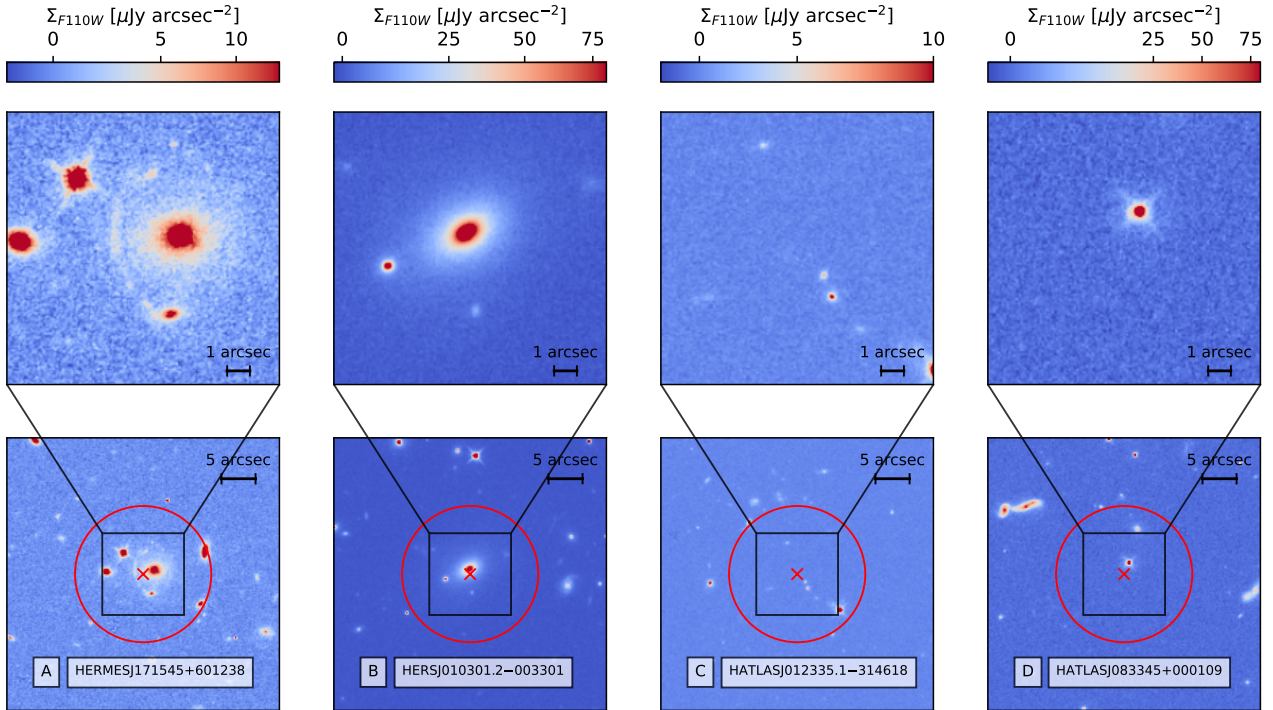 Σ_F110W [μJy arcsec⁻²] Σ_F110W [μJy arcsec⁻²] Σ_F110W [μJy arcsec⁻²] Σ_F110W [μJy arcsec⁻²]
0 5 10 0 25 50 75 0 5 10 0 25 50 75
1 arcsec 1 arcsec 1 arcsec 1 arcsec
5 arcsec 5 arcsec 5 arcsec 5 arcsec
A HERMESJ171545+601238 B HERSJ010301.2−003301 C HATLASJ012335.1−314618 D HATLASJ083345+000109